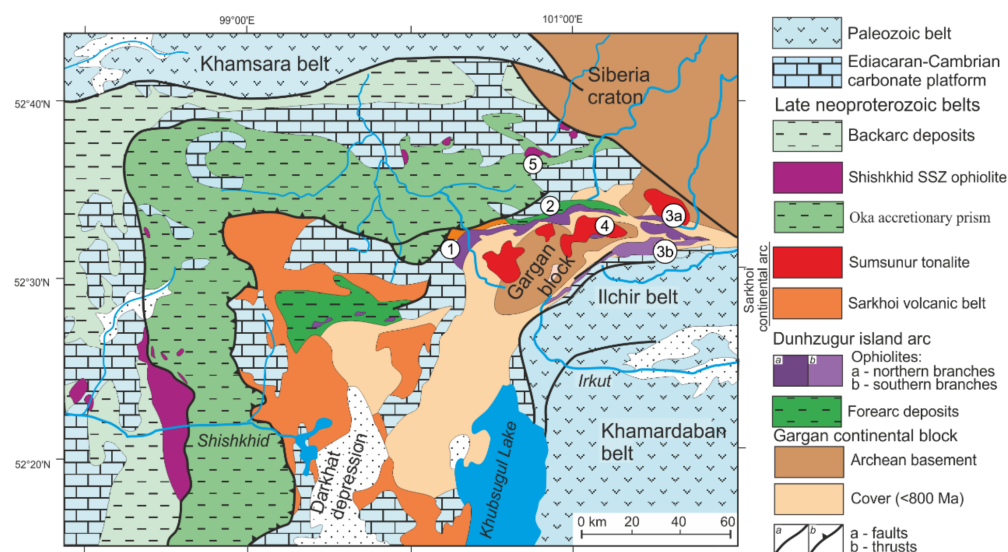 99°00'E
101°00'E
52°40'N
52°30'N
52°20'N
Khamsara belt
Siberia
craton
5
2
3a
4
1
3b
Gargan
block
Ilchir belt
Irkut
Shishkhid
Darkhat
depression
Khubsugul Lake
Khamardaban
belt
0 km 20 40 60
Sarkhoi
continental arc
Paleozoic belt
Ediacaran-Cambrian
carbonate platform
Late neoproterozoic belts
Backarc deposits
Shishkhid SSZ ophiolite
Oka accretionary prism
Sumsunur tonalite
Sarkhoi volcanic belt
Dunhzugur island arc
a b Ophiolites:
a - northern branches
b - southern branches
Forearc deposits
Gargan continental block
Archean basement
Cover (<800 Ma)
a b a - faults
b - thrusts